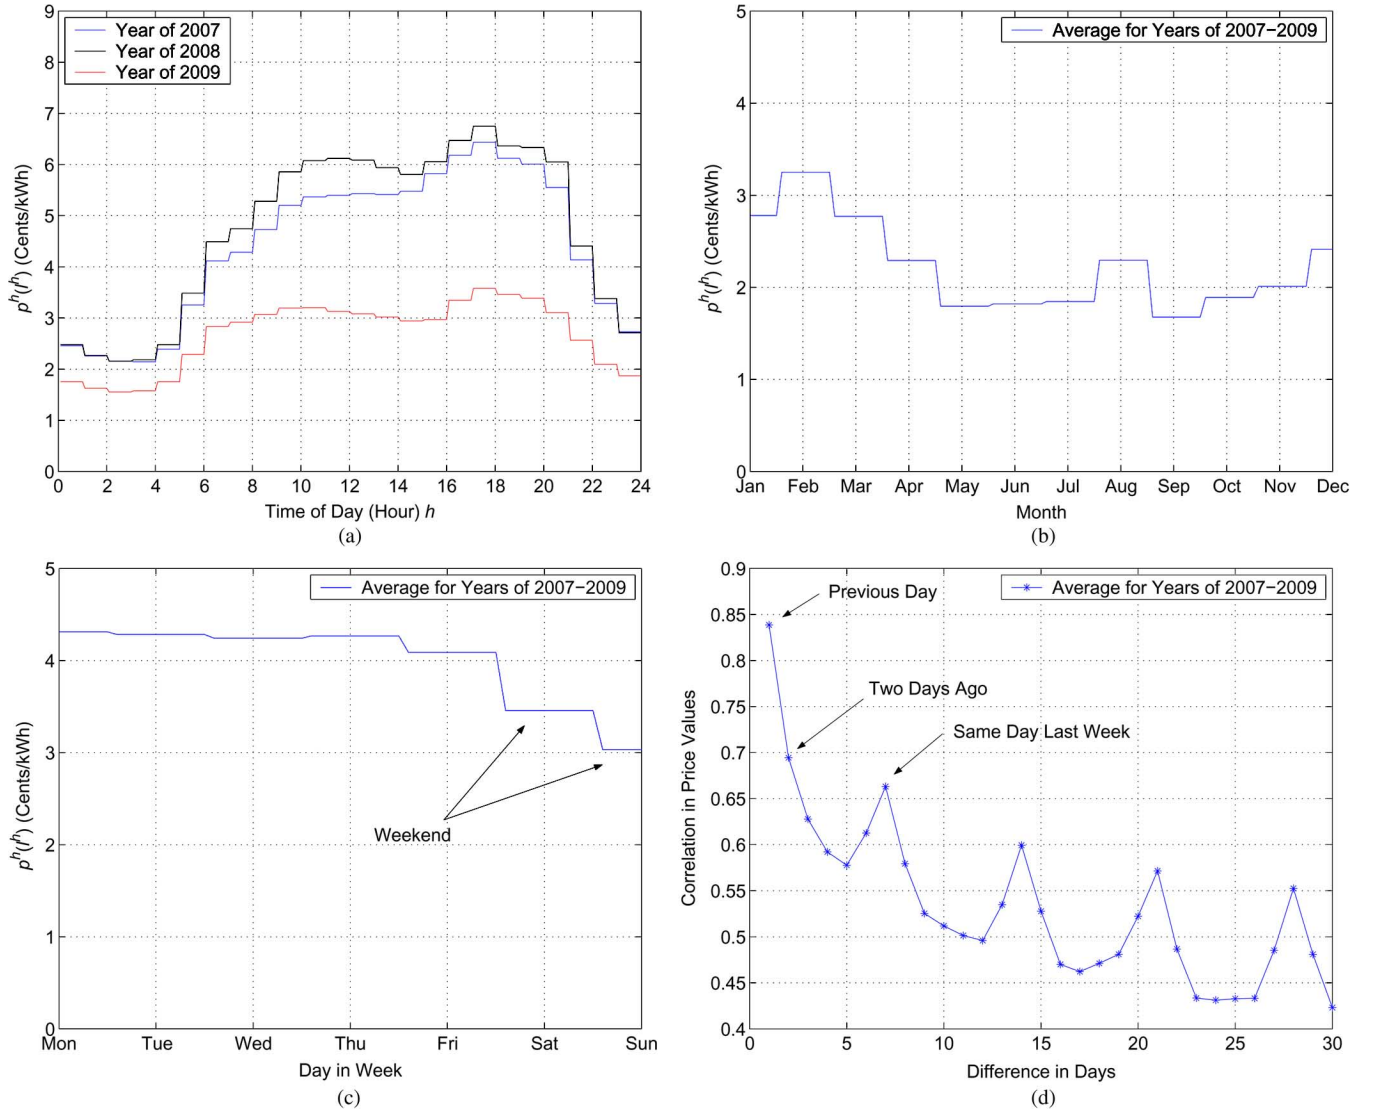 Year of 2007
Year of 2008
Year of 2009
9
8
7
6
5
4
3
2
1
0
p^h(l^h) (Cents/kWh)
0 2 4 6 8 10 12 14 16 18 20 22 24
Time of Day (Hour) h
(a)
Average for Years of 2007−2009
5
4
3
2
1
0
p^h(l^h) (Cents/kWh)
Jan Feb Mar Apr May Jun Jul Aug Sep Oct Nov Dec
Month
(b)
Average for Years of 2007−2009
5
4
3
2
1
0
p^h(l^h) (Cents/kWh)
Weekend
Mon Tue Wed Thu Fri Sat Sun
Day in Week
(c)
Average for Years of 2007−2009
Previous Day
Two Days Ago
Same Day Last Week
0.9
0.85
0.8
0.75
0.7
0.65
0.6
0.55
0.5
0.45
0.4
Correlation in Price Values
0 5 10 15 20 25 30
Difference in Days
(d)